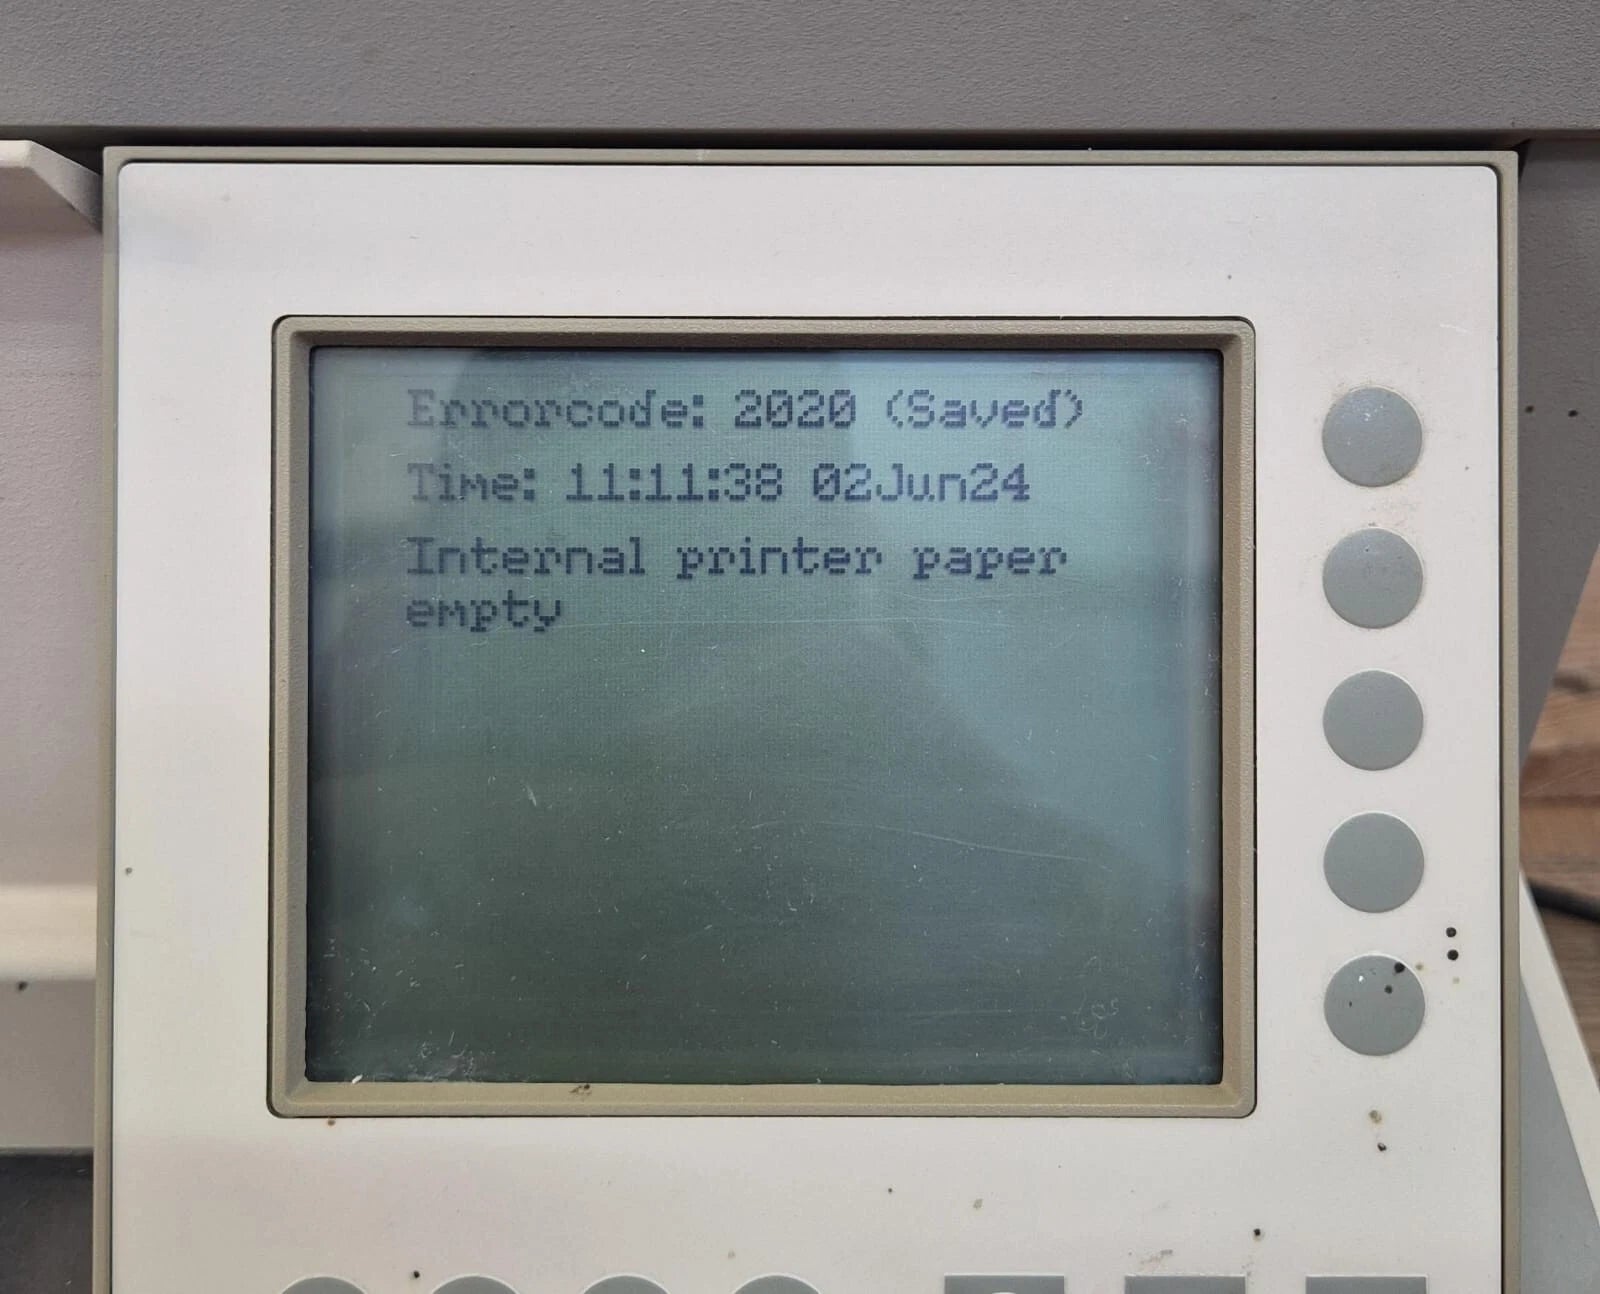 Errorcode: 2020 (Saved)
Time: 11:11:38 02Jun24
Internal printer paper
empty